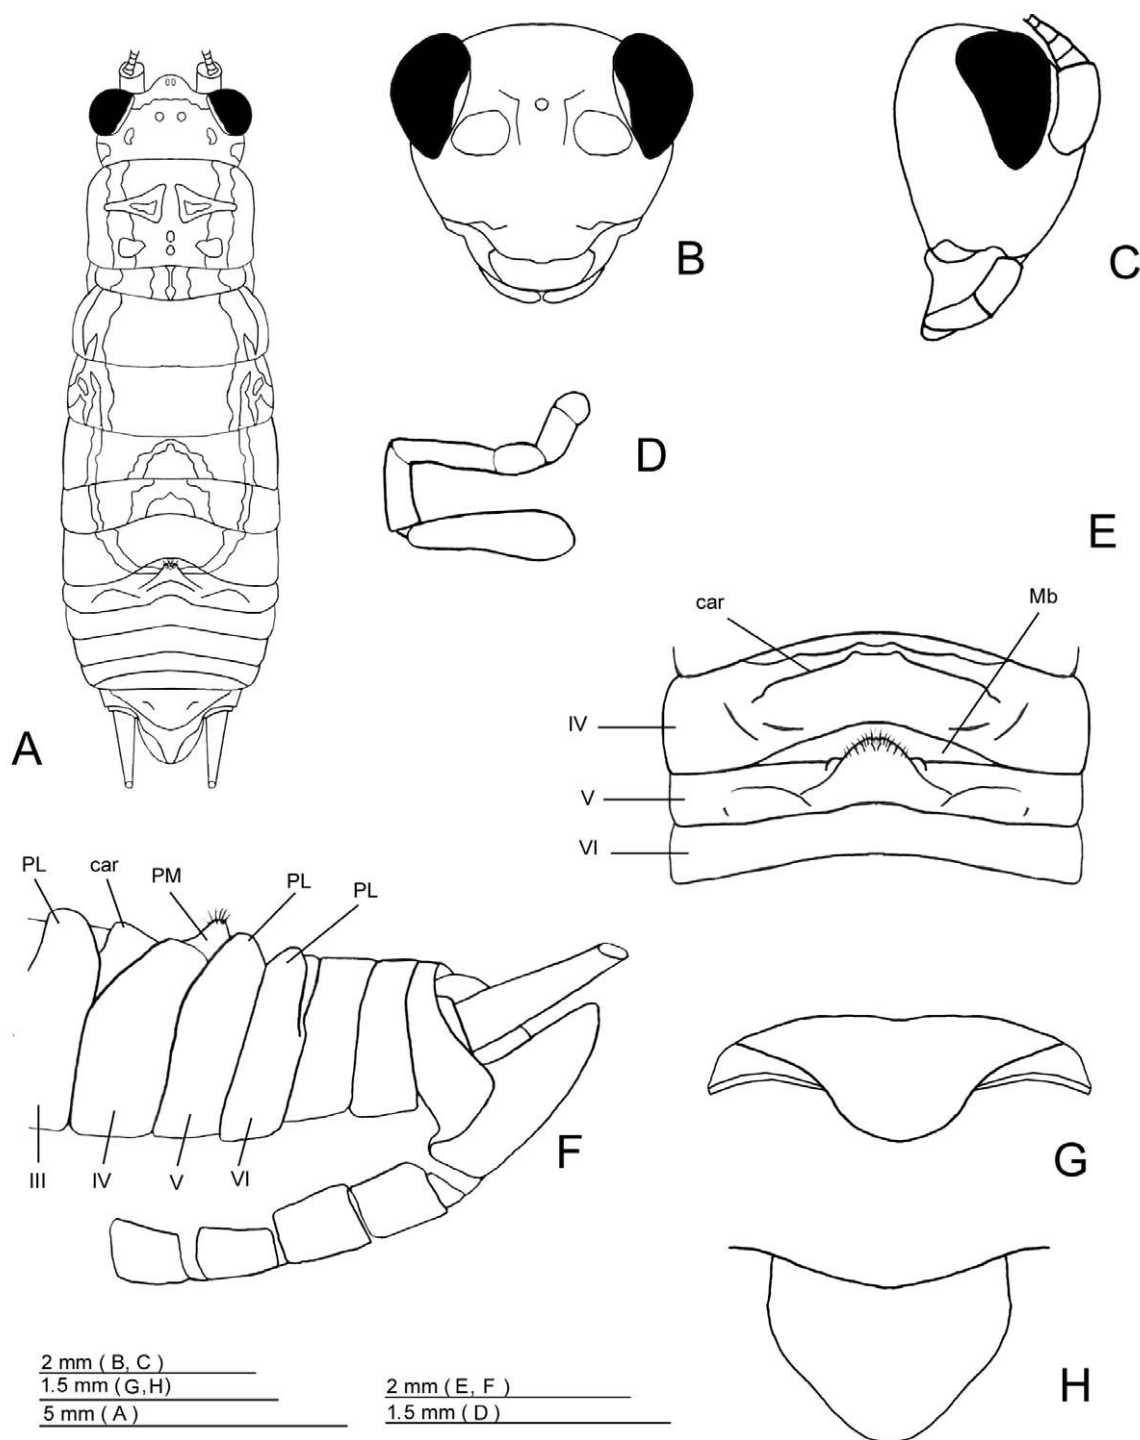 A
B
C
D
E
car
Mb
IV
V
VI
PL
car
PM
PL
PL
III
IV
V
VI
F
G
H
2 mm ( B, C )
1.5 mm ( G,H)
5 mm ( A )
2 mm ( E, F )
1.5 mm ( D )